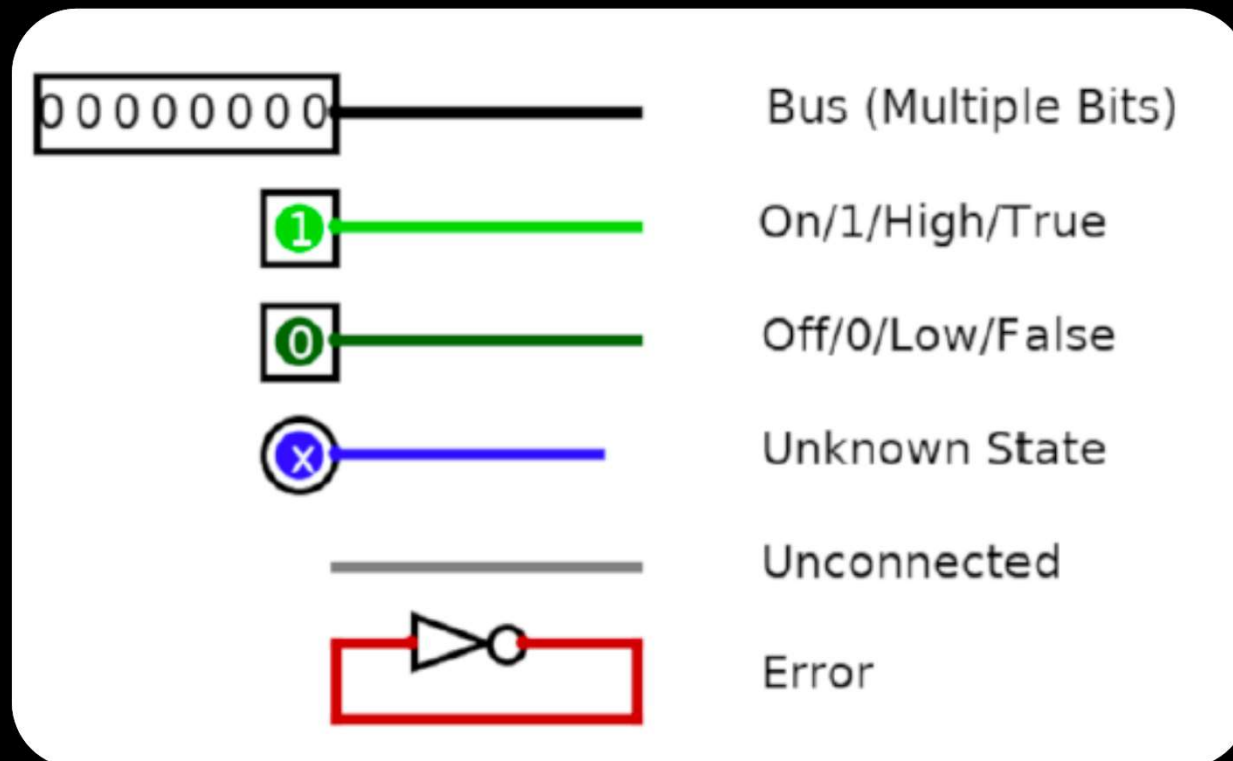 00000000 Bus (Multiple Bits)
1 On/1/High/True
0 Off/0/Low/False
x Unknown State
Unconnected
Error